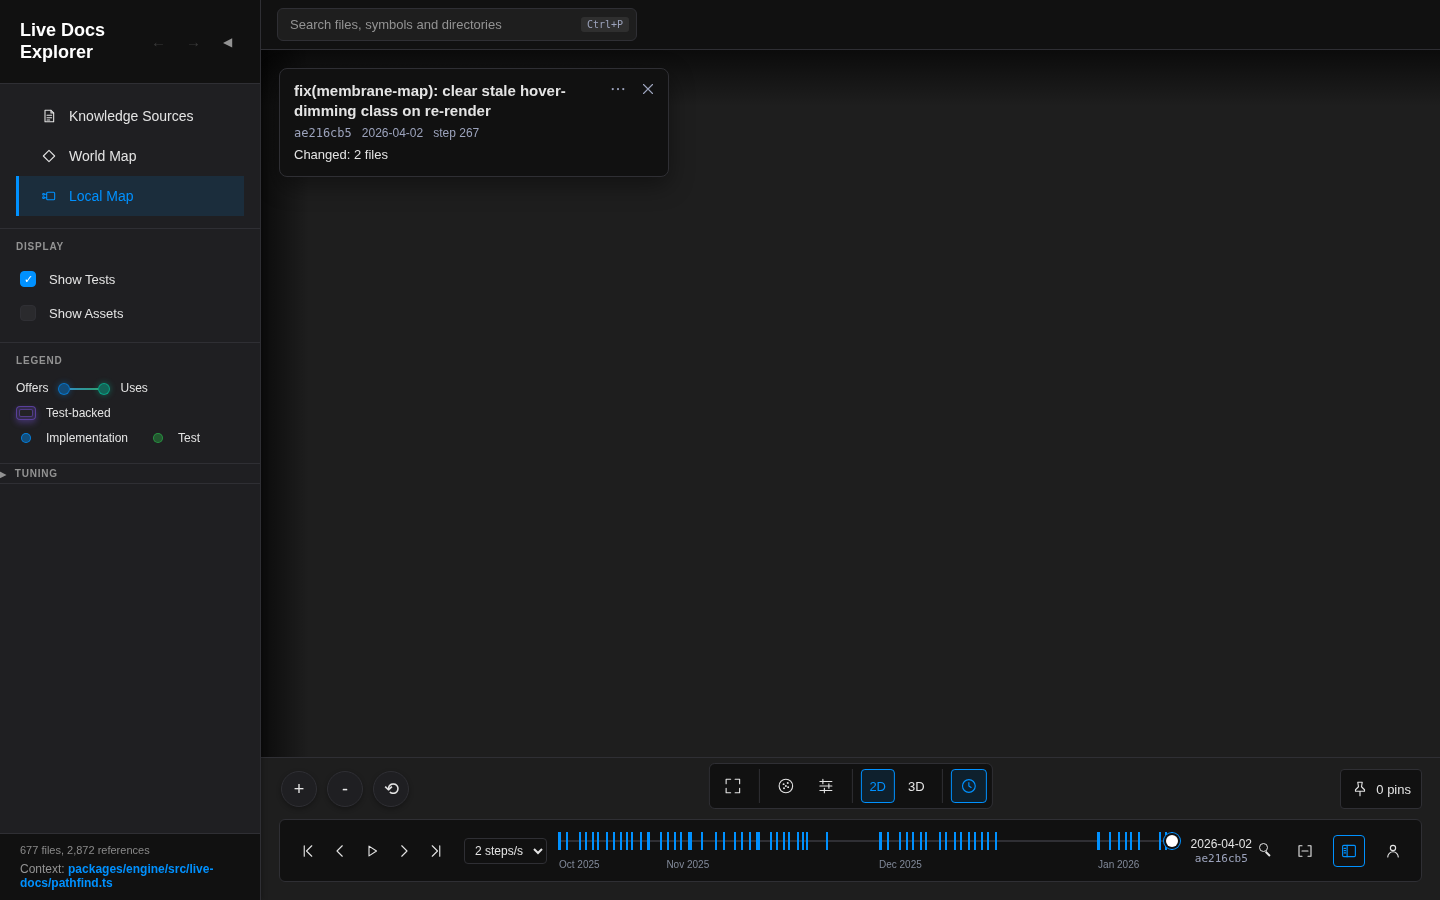 Live Docs
Explorer
Search files, symbols and directories
Ctrl+P
Knowledge Sources
World Map
Local Map
DISPLAY
Show Tests
Show Assets
LEGEND
Offers
Uses
Test-backed
Implementation
Test
TUNING
677 files, 2,872 references
Context: packages/engine/src/live-
docs/pathfind.ts
fix(membrane-map): clear stale hover-
dimming class on re-render
ae216cb5 2026-04-02 step 267
Changed: 2 files
+
-
2D
3D
0 pins
2 steps/s
Oct 2025
Nov 2025
Dec 2025
Jan 2026
2026-04-02
ae216cb5